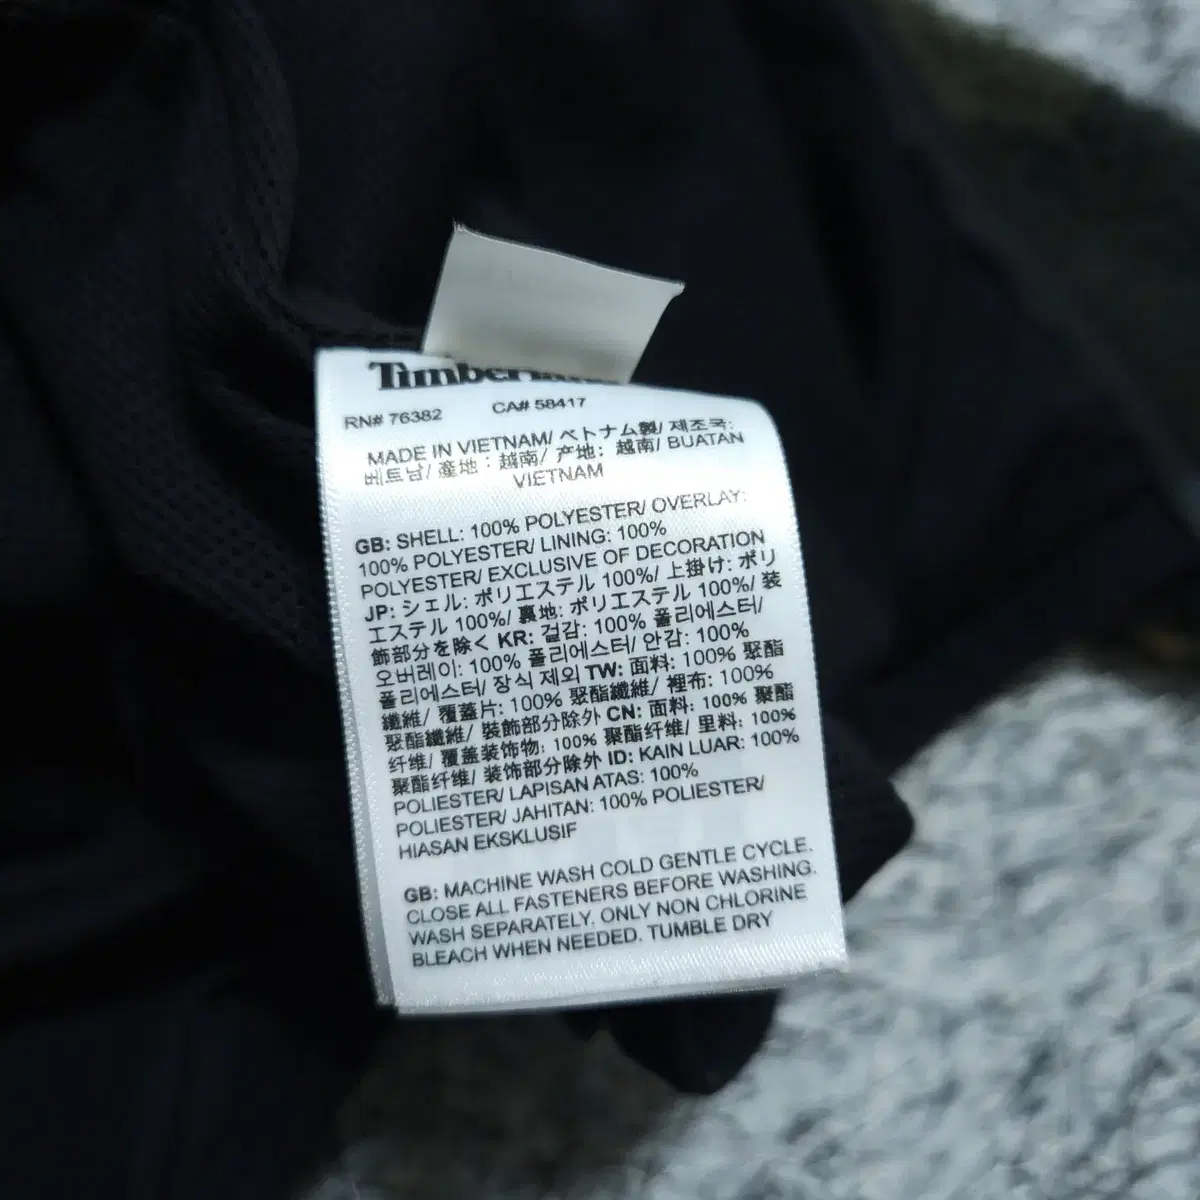 Timberland
RN# 76382 CA# 58417
MADE IN VIETNAM/ ベトナム製/ 제조국:
베트남/ 產地：越南/ 产地：越南/ BUATAN
VIETNAM
GB: SHELL: 100% POLYESTER/ OVERLAY:
100% POLYESTER/ LINING: 100%
POLYESTER/ EXCLUSIVE OF DECORATION
JP: シェル: ポリエステル 100%/ 上掛け: ポリ
エステル 100%/ 裏地: ポリエステル 100%/ 装
飾部分を除く KR: 겉감: 100% 폴리에스터/
오버레이: 100% 폴리에스터/ 안감: 100%
폴리에스터/ 장식 제외 TW: 面料: 100% 聚酯
纖維/ 覆蓋片: 100% 聚酯纖維/ 裡布: 100%
聚酯纖維/ 裝飾部分除外 CN: 面料: 100% 聚酯
纤维/ 覆盖装饰物: 100% 聚酯纤维/ 里料: 100%
聚酯纤维/ 装饰部分除外 ID: KAIN LUAR: 100%
POLIESTER/ LAPISAN ATAS: 100%
POLIESTER/ JAHITAN: 100% POLIESTER/
HIASAN EKSKLUSIF
GB: MACHINE WASH COLD GENTLE CYCLE.
CLOSE ALL FASTENERS BEFORE WASHING.
WASH SEPARATELY. ONLY NON CHLORINE
BLEACH WHEN NEEDED. TUMBLE DRY